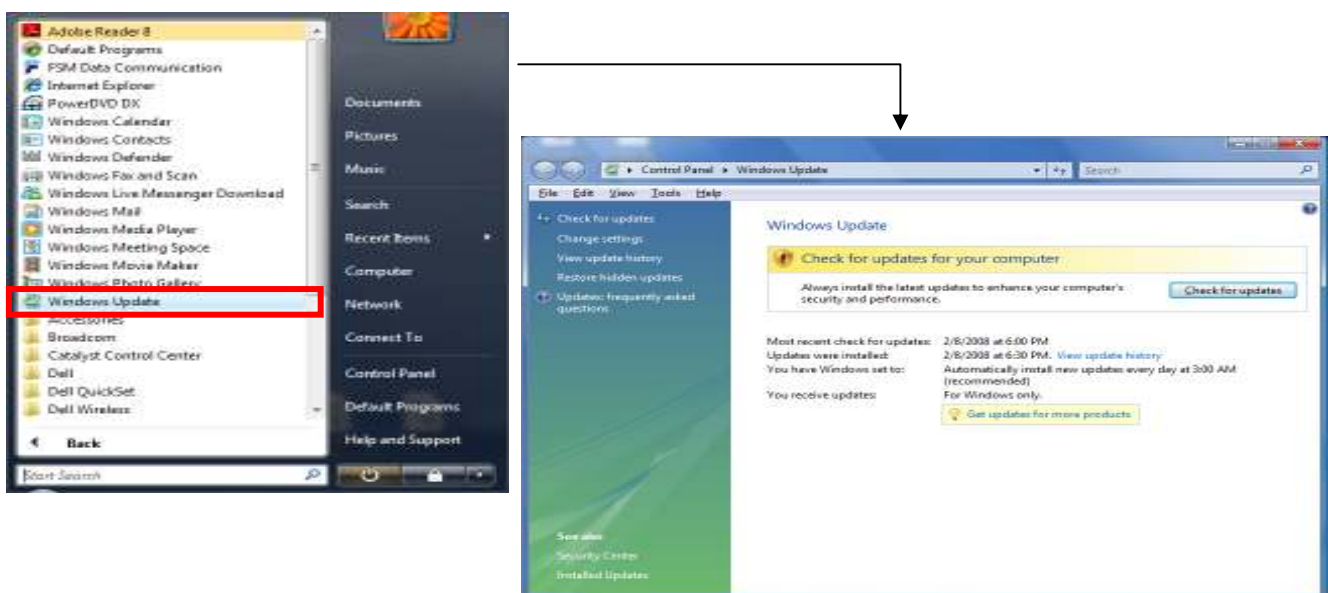 Adobe Reader 8
Default Programs
FSM Data Communication
Internet Explorer
PowerDVD DX
Windows Calendar
Windows Contacts
Windows Defender
Windows Fax and Scan
Windows Live Messenger Download
Windows Mail
Windows Media Player
Windows Meeting Space
Windows Movie Maker
Windows Photo Gallery
Windows Update
Accessories
Broadcom
Catalyst Control Center
Dell
Dell QuickSet
Dell Wireless
Back
Start Search
Documents
Pictures
Music
Search
Recent Items
Computer
Network
Connect To
Control Panel
Default Programs
Help and Support
Control Panel Windows Update
Search
File Edit View Tools Help
Check for updates
Change settings
View update history
Restore hidden updates
Updates: frequently asked
questions
See also
Security Center
Installed Updates
Windows Update
Check for updates for your computer
Always install the latest updates to enhance your computer's
security and performance.
Check for updates
Most recent check for updates: 2/8/2008 at 6:00 PM
Updates were installed: 2/8/2008 at 6:30 PM. View update history
You have Windows set to: Automatically install new updates every day at 3:00 AM
(recommended)
You receive updates: For Windows only.
Get updates for more products